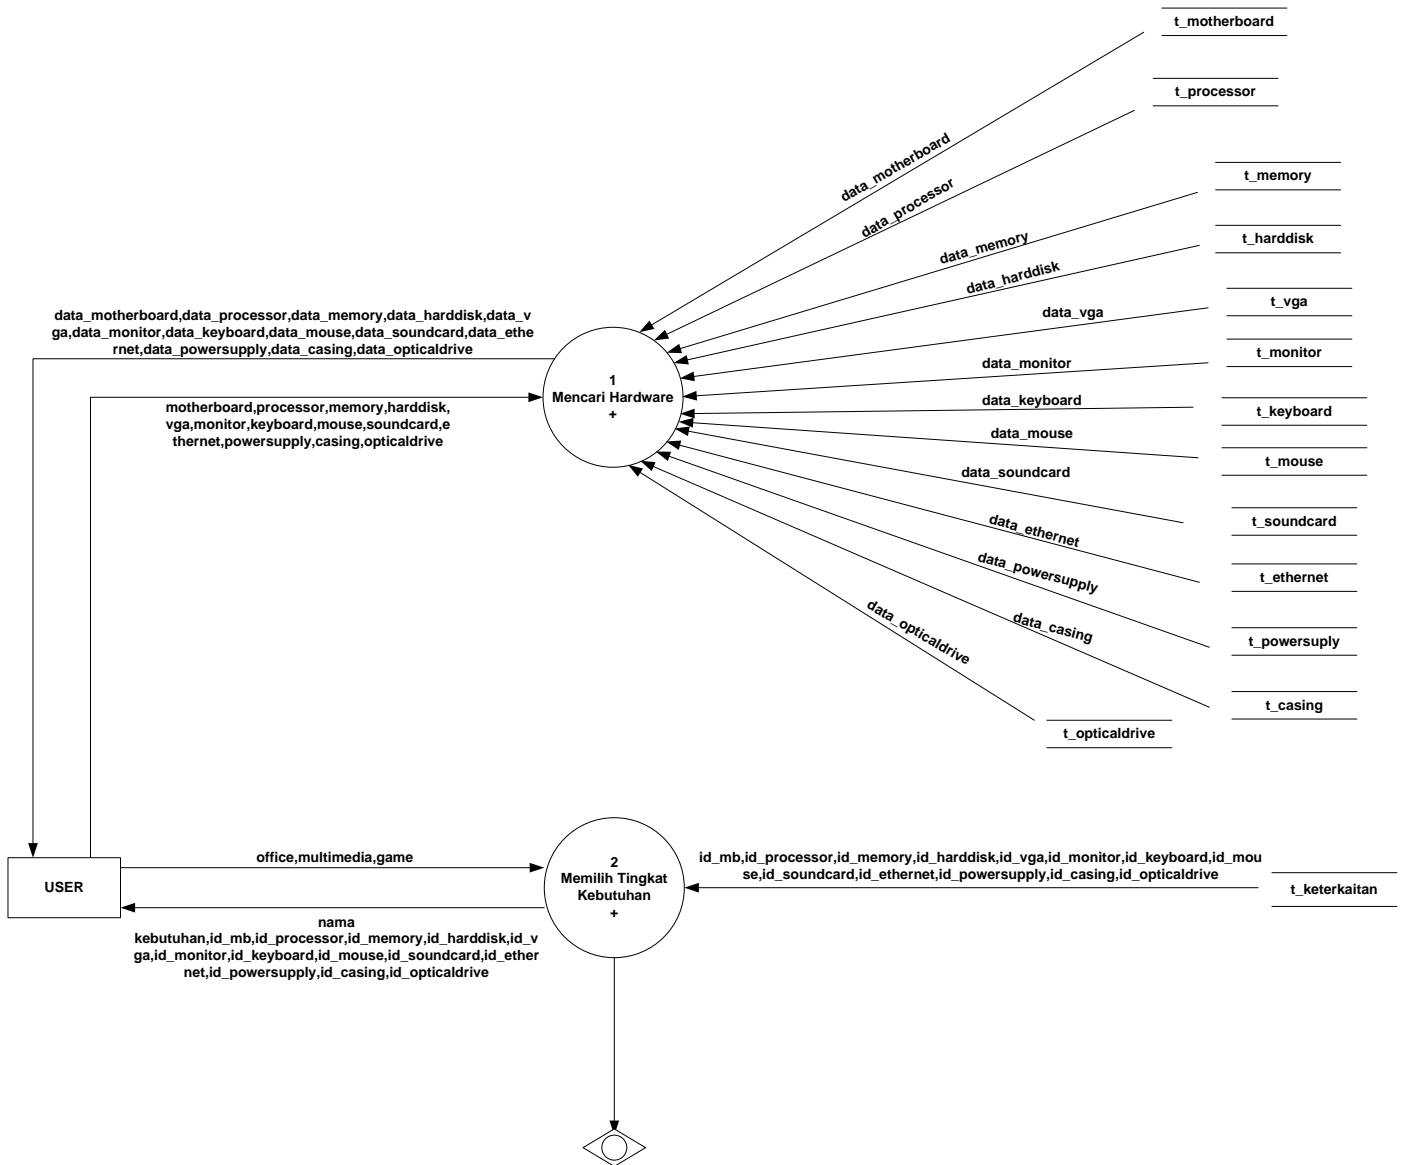 t_motherboard
t_processor
data_motherboard
t_memory
data_processor
t_harddisk
data_memory
data_harddisk
t_vga
data_vga
data_motherboard,data_processor,data_memory,data_harddisk,data_v
ga,data_monitor,data_keyboard,data_mouse,data_soundcard,data_ethe
rnet,data_powersupply,data_casing,data_opticaldrive
t_monitor
data_monitor
1
Mencari Hardware
+
data_keyboard
t_keyboard
motherboard,processor,memory,harddisk,
vga,monitor,keyboard,mouse,soundcard,e
thernet,powersupply,casing,opticaldrive
data_mouse
t_mouse
data_soundcard
t_soundcard
data_ethernet
t_ethernet
data_powersupply
data_casing
t_powersuply
data_opticaldrive
t_casing
t_opticaldrive
office,multimedia,game
2
Memilih Tingkat
Kebutuhan
+
id_mb,id_processor,id_memory,id_harddisk,id_vga,id_monitor,id_keyboard,id_mou
se,id_soundcard,id_ethernet,id_powersupply,id_casing,id_opticaldrive
USER
t_keterkaitan
nama
kebutuhan,id_mb,id_processor,id_memory,id_harddisk,id_v
ga,id_monitor,id_keyboard,id_mouse,id_soundcard,id_ether
net,id_powersupply,id_casing,id_opticaldrive